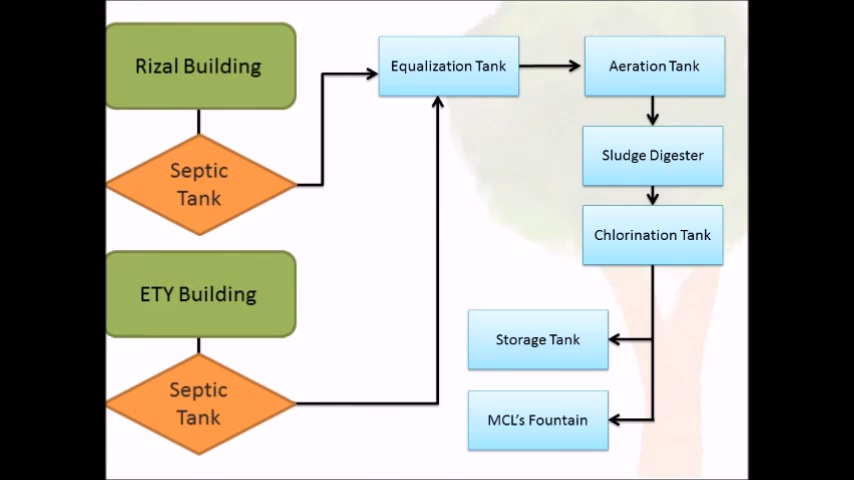 Rizal Building
Septic
Tank
ETY Building
Septic
Tank
Equalization Tank
Aeration Tank
Sludge Digester
Chlorination Tank
Storage Tank
MCL's Fountain